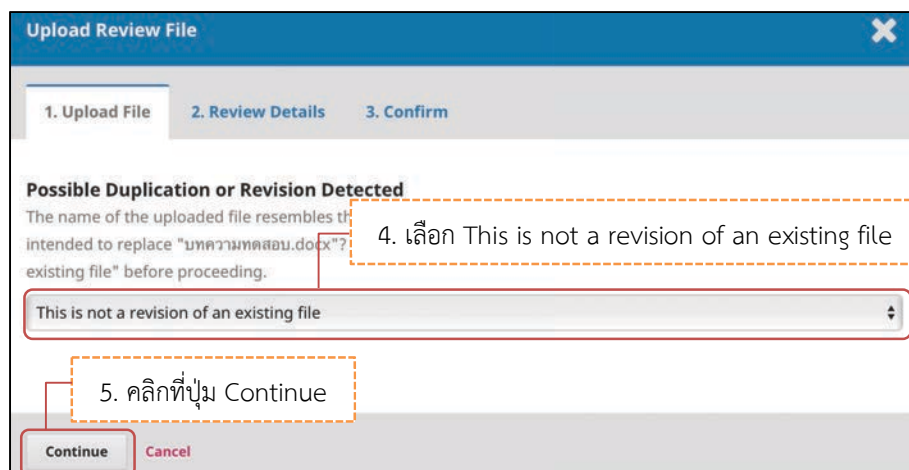 Upload Review File
1. Upload File 2. Review Details 3. Confirm
Possible Duplication or Revision Detected
The name of the uploaded file resembles
4. เลือก This is not a revision of an existing file
intended to replace "บทความทดสอบ.docx"?
existing file" before proceeding.
This is not a revision of an existing file
5. คลิกที่ปุ่ม Continue
Continue Cancel